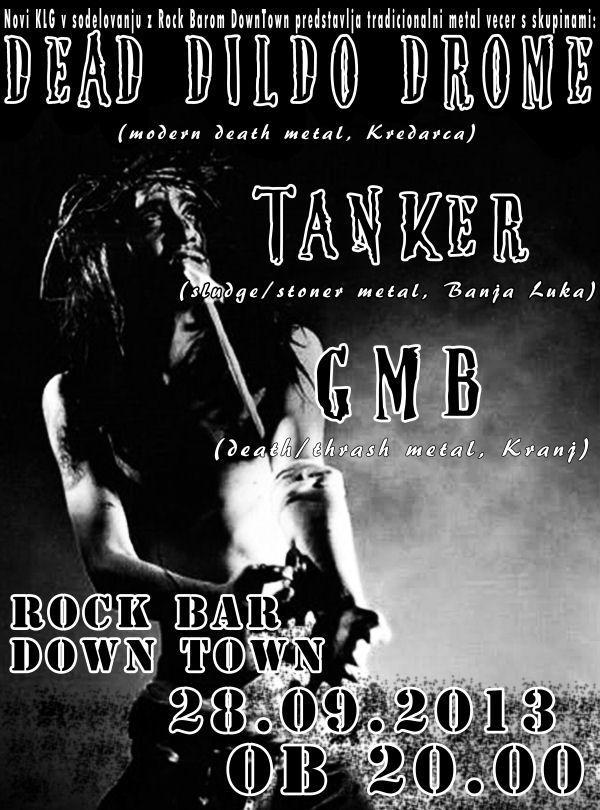 Novi KLG v sodelovanju z Rock Barom DownTown predstavlja tradicionalni metal vecer s skupinami:
DEAD DILDO DROME
(modern death metal, Kredarca)
TANKER
(sludge/stoner metal, Banja Luka)
GMB
(death/thrash metal, Kranj)
ROCK BAR
DOWN TOWN
28.09.2013
OB 20.00